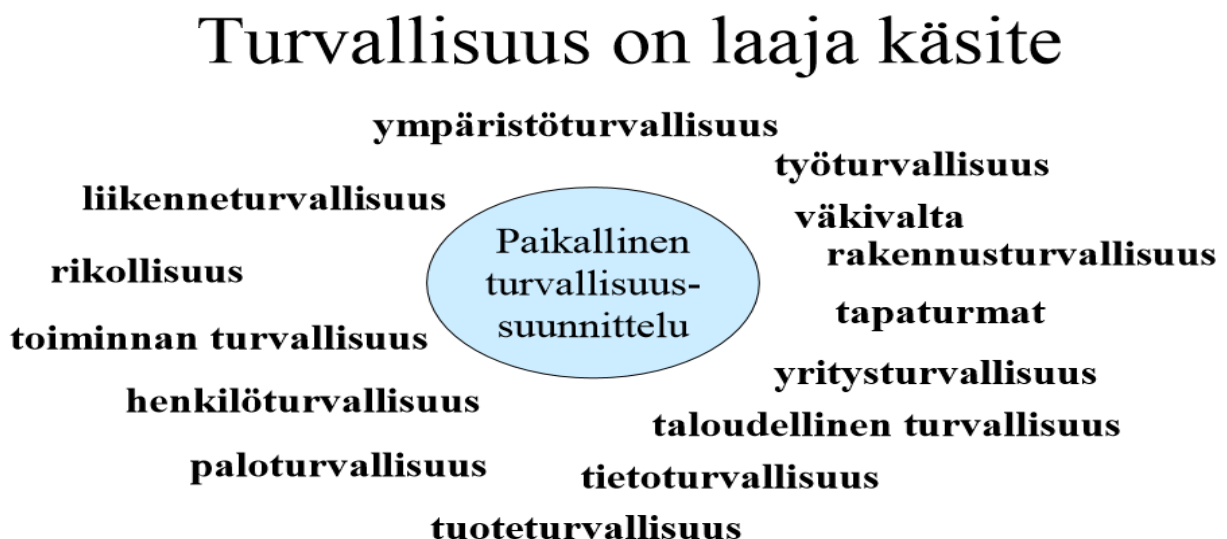 Turvallisuus on laaja käsite
ympäristöturvallisuus
työturvallisuus
liikenneturvallisuus
väkivalta
rakennusturvallisuus
Paikallinen
turvallisuus-
suunnittelu
rikollisuus
tapaturmat
toiminnan turvallisuus
yritysturvallisuus
henkilöturvallisuus
taloudellinen turvallisuus
paloturvallisuus
tietoturvallisuus
tuoteturvallisuus